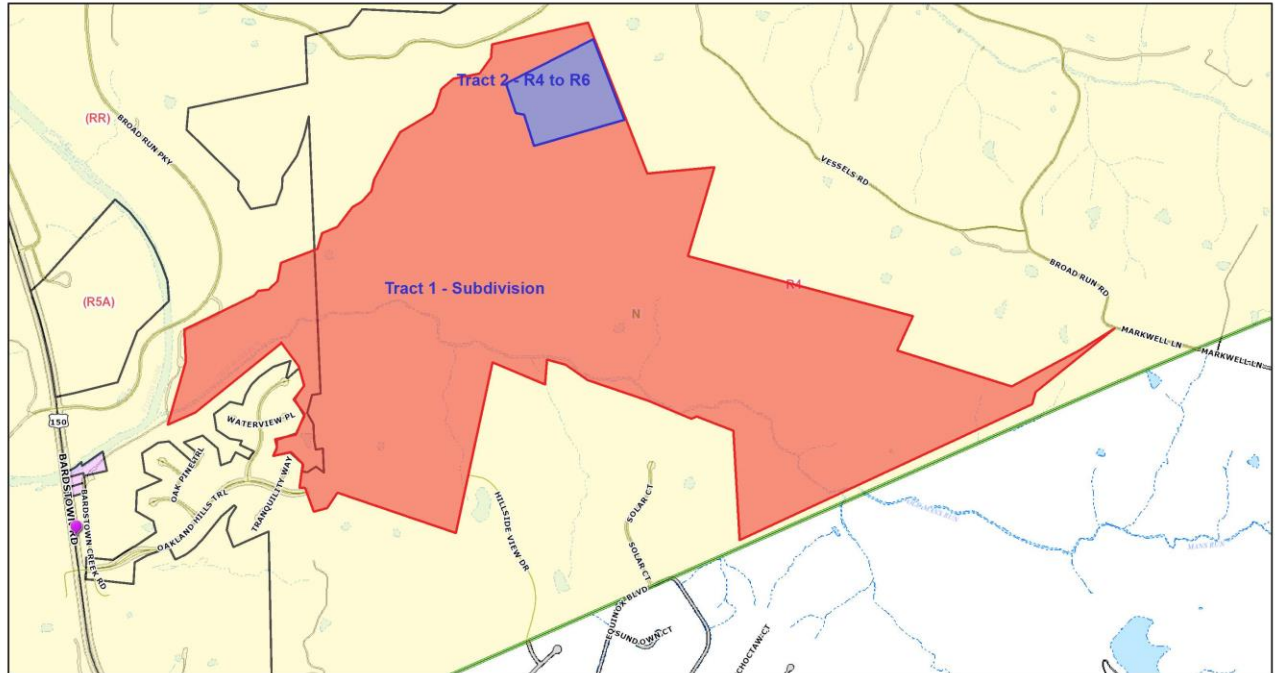 Tract 2 - R4 to R6
(RR)
BROAD RUN PKY
VESSELS RD
(R5A)
Tract 1 - Subdivision
R4
N
BROAD RUN RD
MARKWELL LN
MARKWELL LN
150
BARDSTOWN RD
BARDSTOWN CREEK RD
WATERVIEW PL
OAK PINE TRL
OAKLAND HILLS TRL
TRANQUILITY WAY
HILLSIDE VIEW DR
SOLAR CT
SOLAR CT
EQUINOX BLVD
SUNDOWN CT
CHOCTAW CT